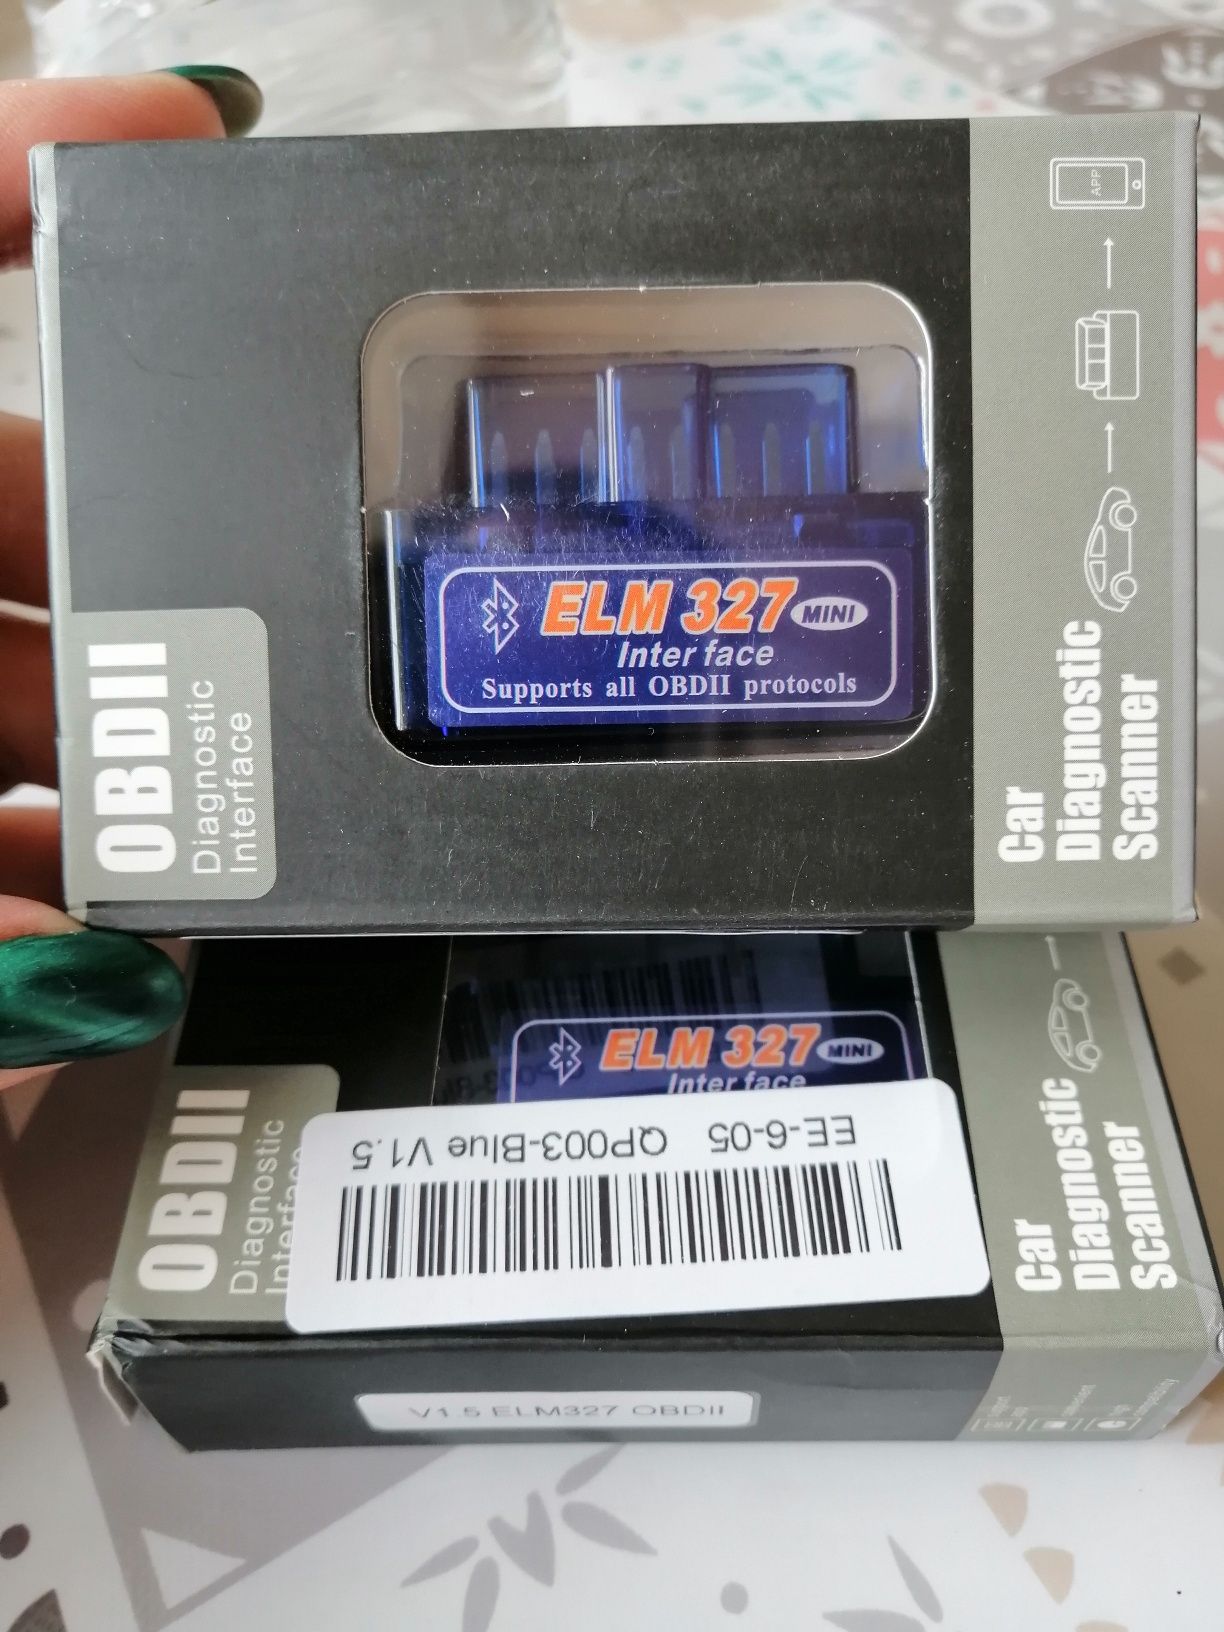 APP
ELM 327 MINI
Inter face
Supports all OBDII protocols
OBDII
Diagnostic
Interface
Car
Diagnostic
Scanner
ELM 327 MINI
Inter face
OBDII
Diagnostic
Interface
Car
Diagnostic
Scanner
EE-6-05 QP003-Blue V1.5
V1.5 ELM327 OBDII